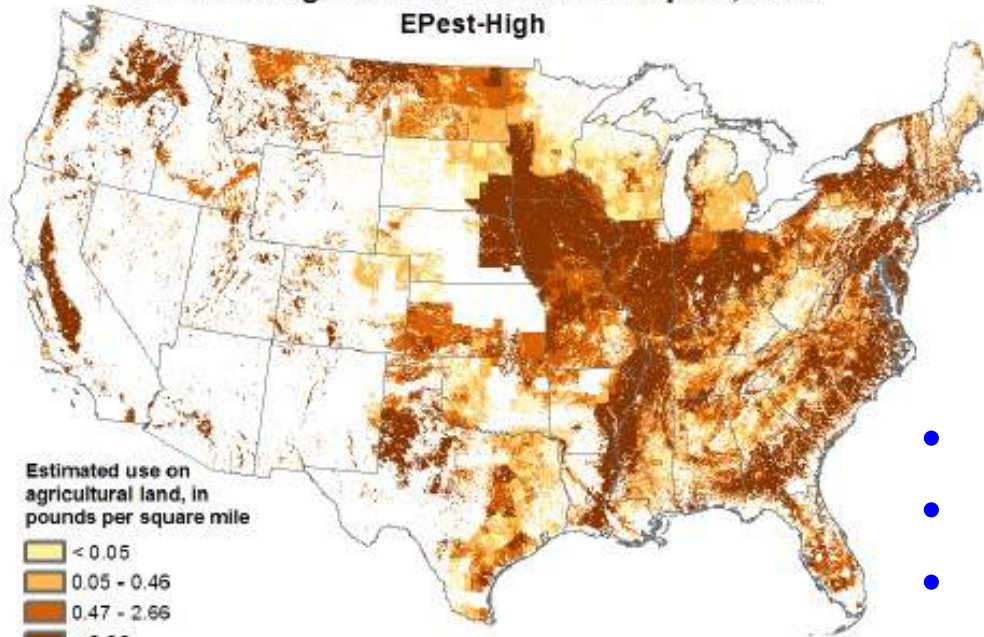 EPest-High
Estimated use on
agricultural land, in
pounds per square mile
< 0.05
0.05 - 0.46
0.47 - 2.66